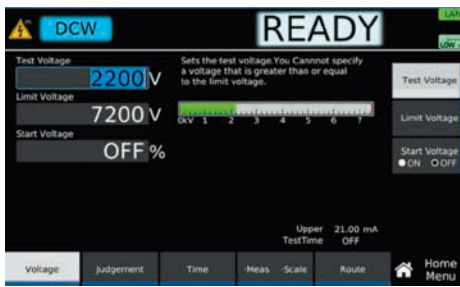 DCW
READY
LAN
LOW
Test Voltage
2200 V
Sets the test voltage.You Cannnot specify
a voltage that is greater than or equal
to the limit voltage.
Limit Voltage
7200 V
0kV 1 2 3 4 5 6 7
Start Voltage
OFF %
Test Voltage
Limit Voltage
Start Voltage
ON OFF
Upper 21.00 mA
TestTime OFF
Voltage
Judgement
Time
·Meas ·Scale
Route
Home
Menu